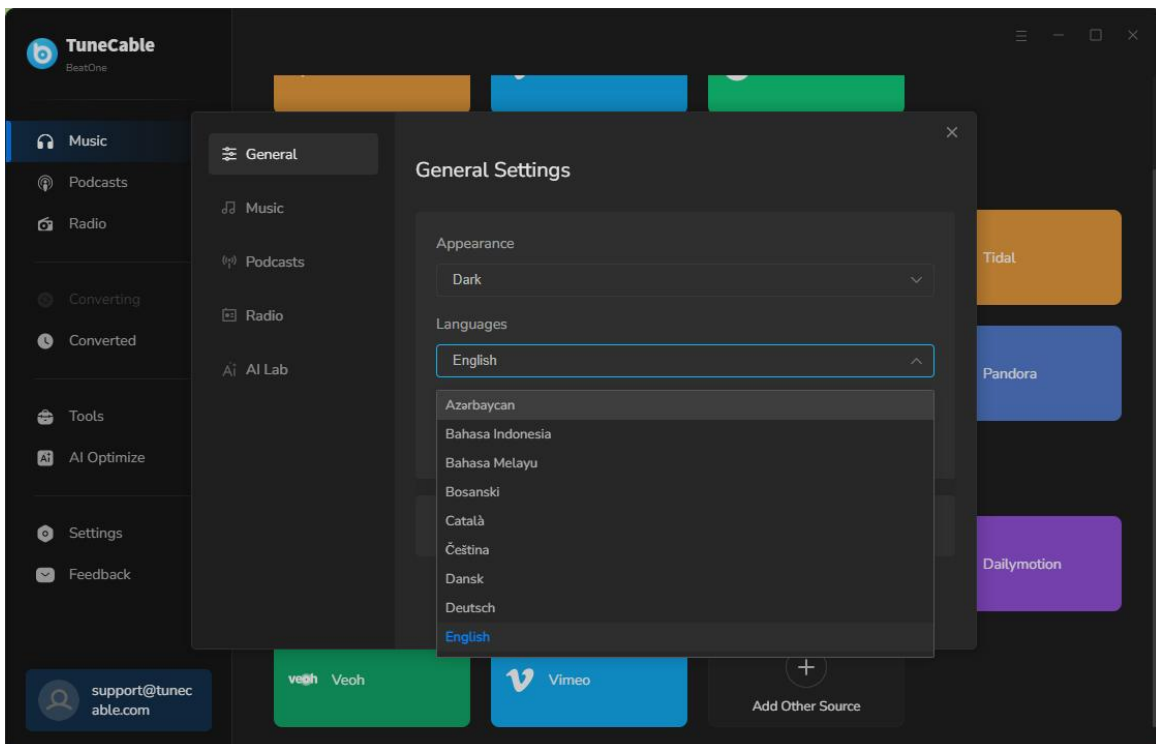 TuneCable
BeatOne
Music
Podcasts
Radio
Converting
Converted
Tools
AI Optimize
Settings
Feedback
support@tunec
able.com
General
Music
Podcasts
Radio
AI Lab
General Settings
Appearance
Dark
Languages
English
Azərbaycan
Bahasa Indonesia
Bahasa Melayu
Bosanski
Català
Čeština
Dansk
Deutsch
English
Tidal
Pandora
Dailymotion
veoh Veoh
Vimeo
Add Other Source